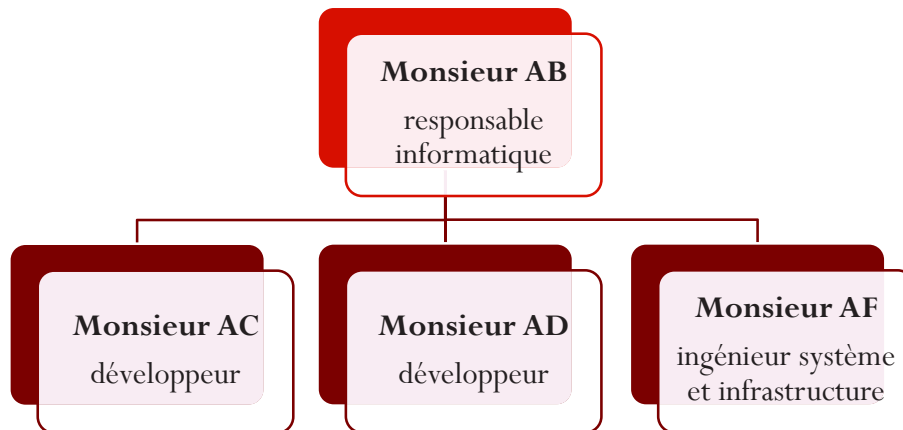 Monsieur AB
responsable
informatique
Monsieur AC
développeur
Monsieur AD
développeur
Monsieur AF
ingénieur système
et infrastructure